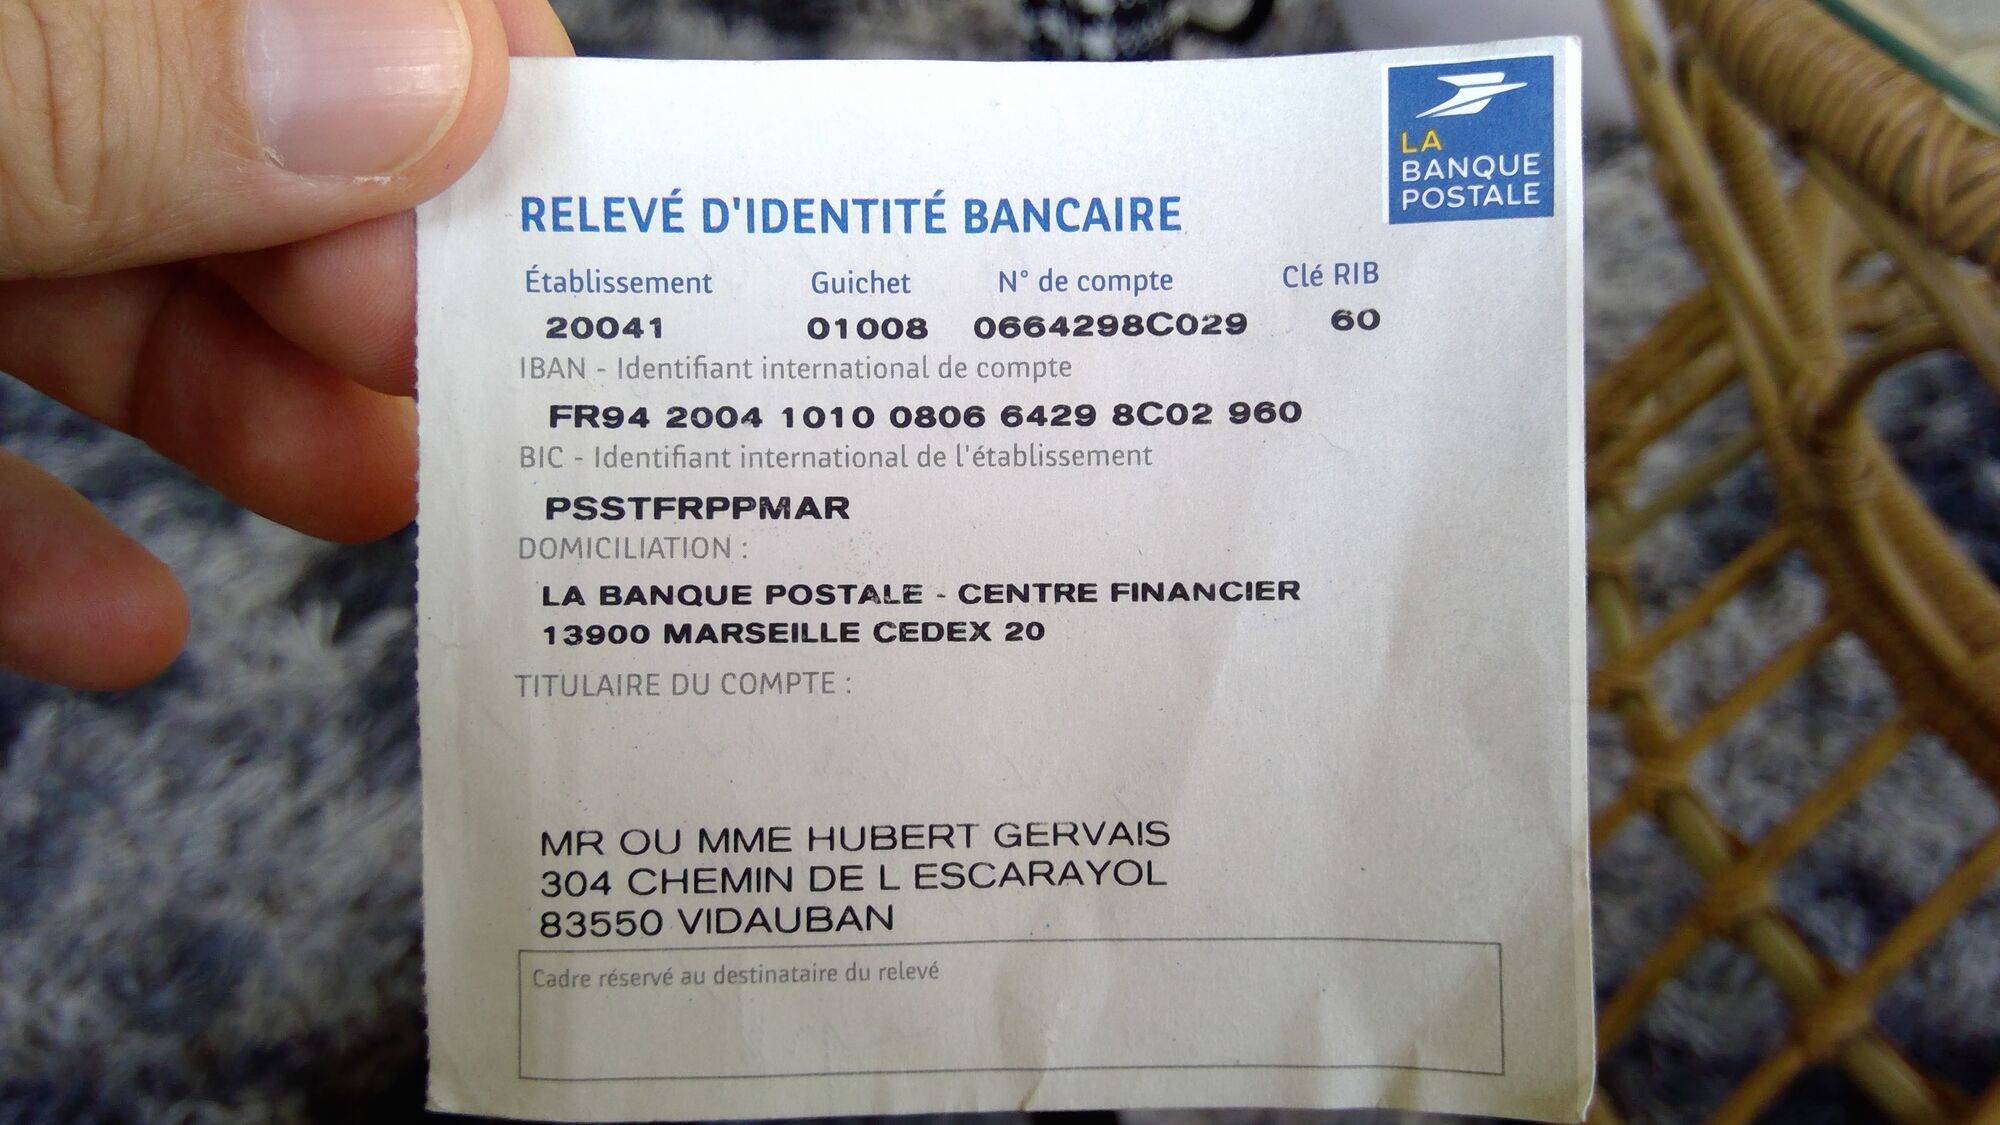 LA
BANQUE
POSTALE
RELEVÉ D'IDENTITÉ BANCAIRE
Établissement Guichet N° de compte Clé RIB
20041 01008 0664298C029 60
IBAN - Identifiant international de compte
FR94 2004 1010 0806 6429 8C02 960
BIC - Identifiant international de l'établissement
PSSTFRPPMAR
DOMICILIATION :
LA BANQUE POSTALE - CENTRE FINANCIER
13900 MARSEILLE CEDEX 20
TITULAIRE DU COMPTE :
MR OU MME HUBERT GERVAIS
304 CHEMIN DE L ESCARAYOL
83550 VIDAUBAN
Cadre réservé au destinataire du relevé